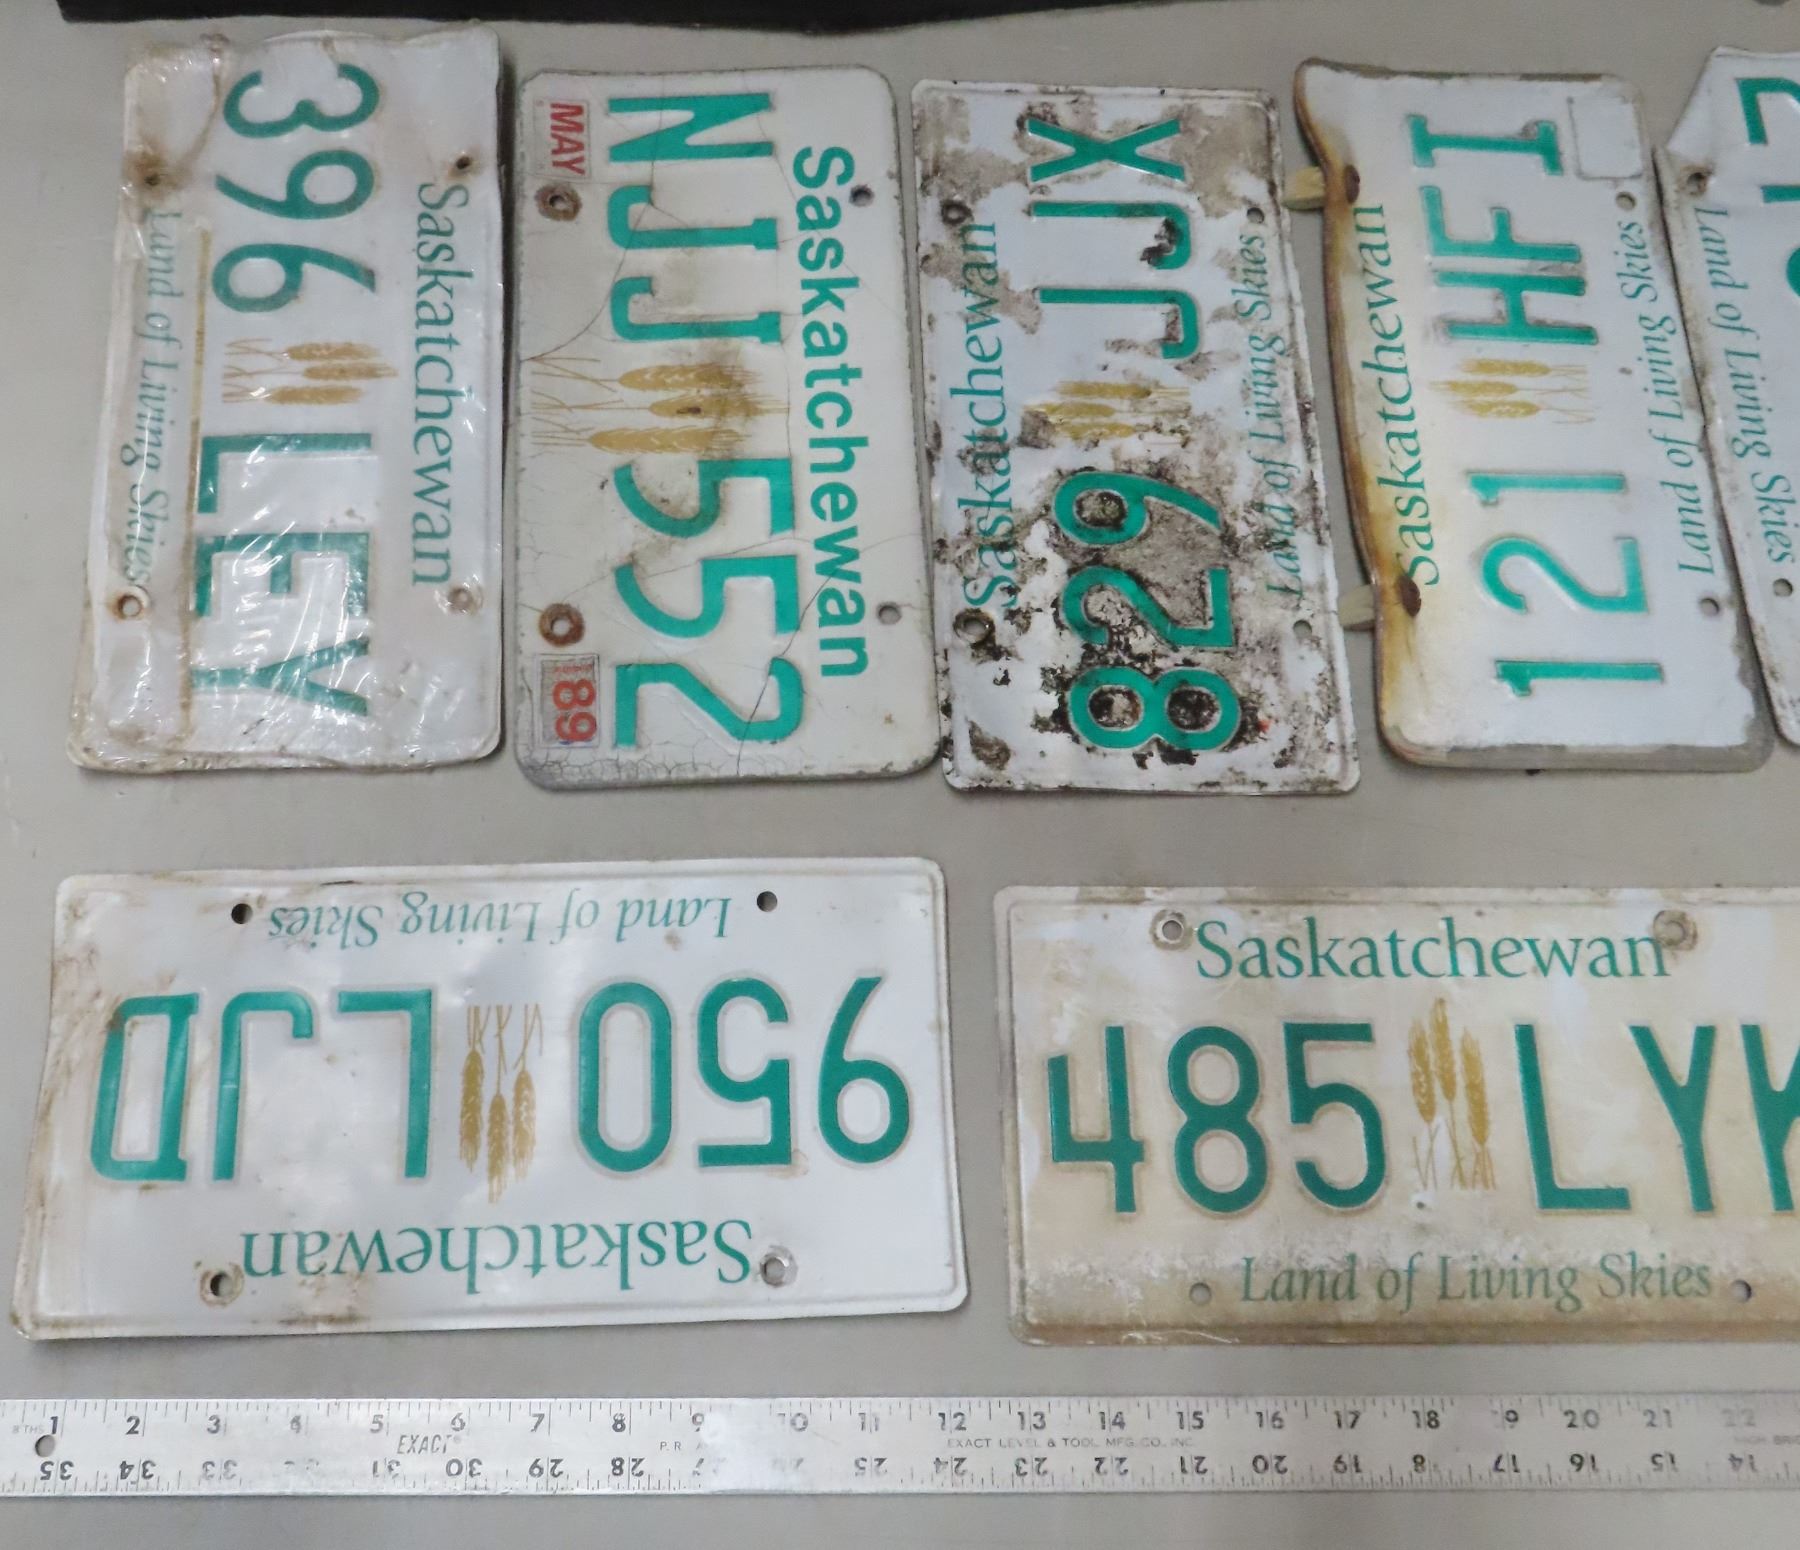 Saskatchewan
396 LEY
Land of Living Skies
Saskatchewan
NJJ 552
MAY
89
Saskatchewan
829 JJX
Land of Living Skies
Saskatchewan
121 HFI
Land of Living Skies
Land of Living Skies
Saskatchewan
950 LJD
Land of Living Skies
Saskatchewan
485 LYK
Land of Living Skies
8THS 1 2 3 4 5 6 7 8 9 10 11 12 13 14 15 16 17 18 19 20 21 22
EXACT
EXACT LEVEL & TOOL MFG. CO., INC.
35 34 33 31 30 29 28 25 24 23 22 21 20 19 18 17 16 15 14